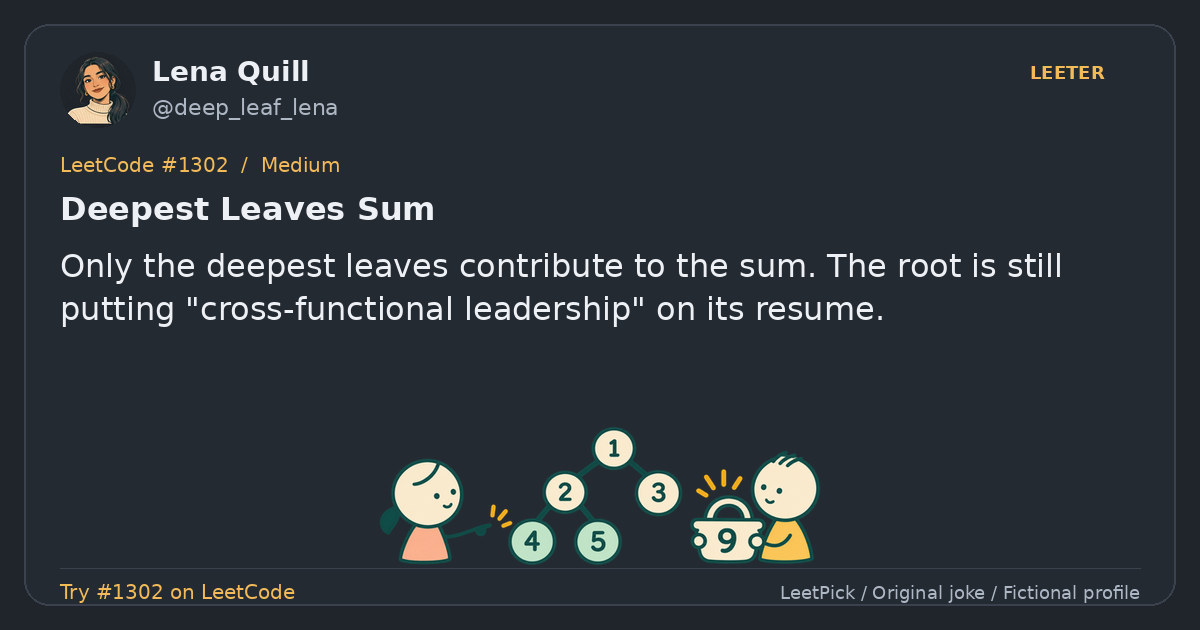 Lena Quill
@deep_leaf_lena
LEETER
LeetCode #1302 / Medium
Deepest Leaves Sum
Only the deepest leaves contribute to the sum. The root is still
putting "cross-functional leadership" on its resume.
1
2
3
4
5
9
Try #1302 on LeetCode
LeetPick / Original joke / Fictional profile